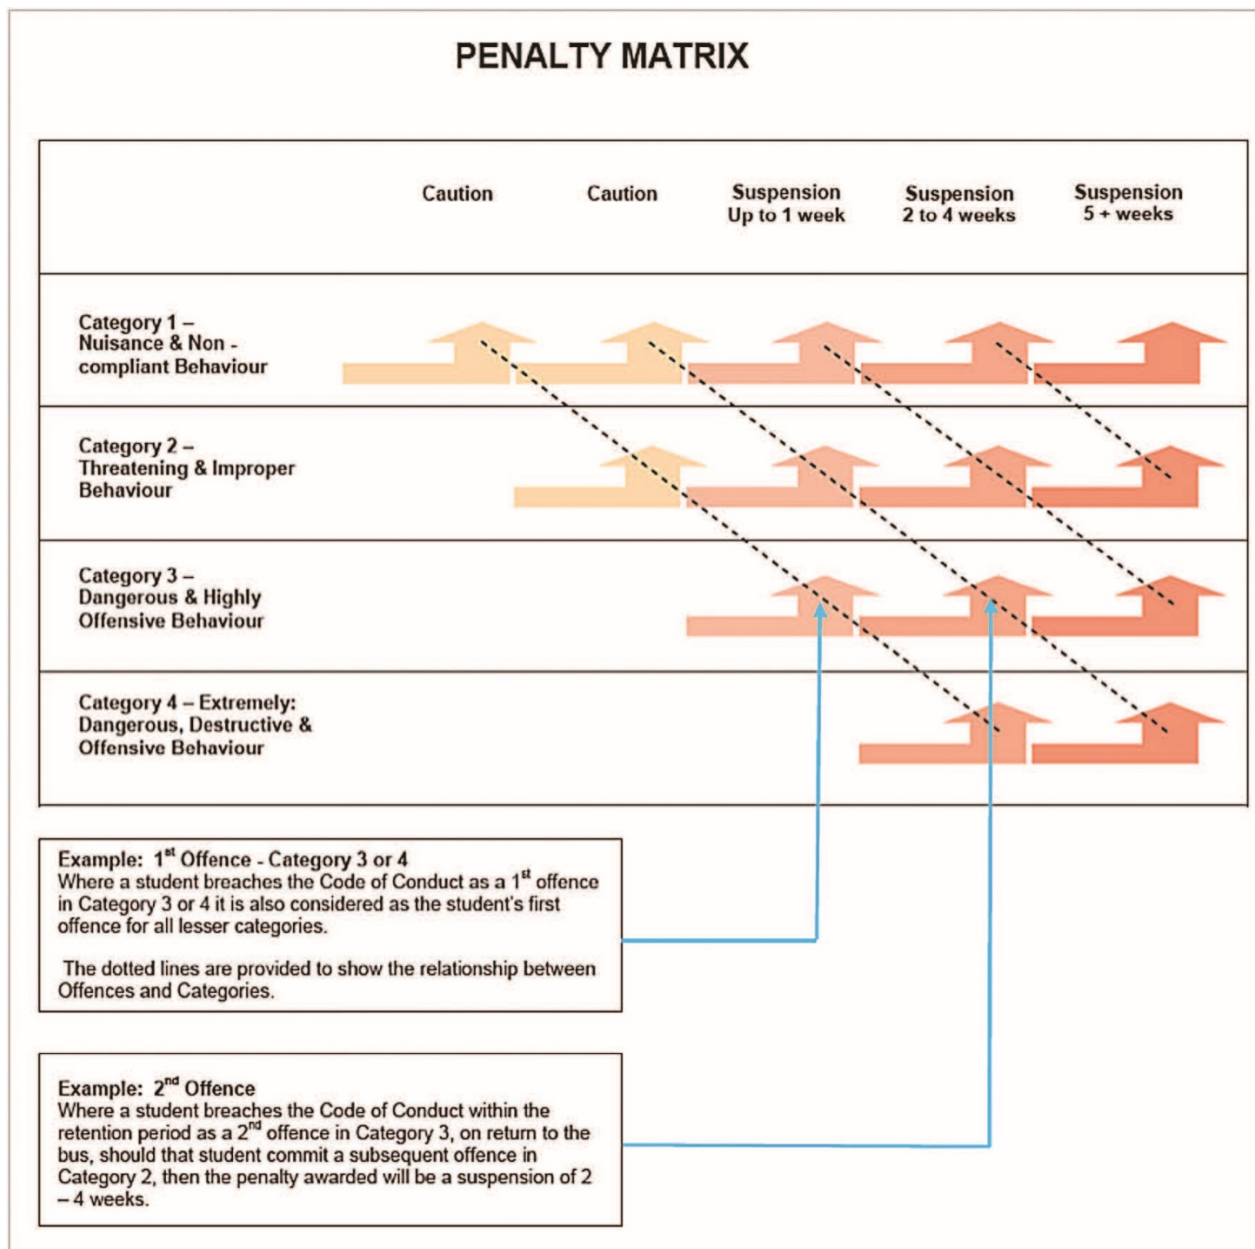 PENALTY MATRIX
Caution
Caution
Suspension
Up to 1 week
Suspension
2 to 4 weeks
Suspension
5 + weeks
Category 1 –
Nuisance & Non -
compliant Behaviour
Category 2 –
Threatening & Improper
Behaviour
Category 3 –
Dangerous & Highly
Offensive Behaviour
Category 4 – Extremely:
Dangerous, Destructive &
Offensive Behaviour
Example: 1st Offence - Category 3 or 4
Where a student breaches the Code of Conduct as a 1st offence
in Category 3 or 4 it is also considered as the student's first
offence for all lesser categories.
The dotted lines are provided to show the relationship between
Offences and Categories.
Example: 2nd Offence
Where a student breaches the Code of Conduct within the
retention period as a 2nd offence in Category 3, on return to the
bus, should that student commit a subsequent offence in
Category 2, then the penalty awarded will be a suspension of 2
– 4 weeks.